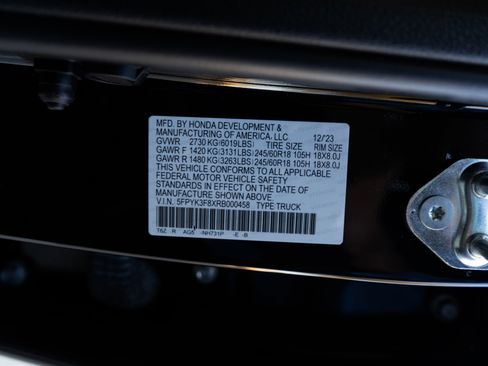 MFD. BY HONDA DEVELOPMENT &
MANUFACTURING OF AMERICA, LLC. 12/'23
GVWR 2730 KG(6019LBS) TIRE SIZE RIM SIZE
GAWR F 1420 KG(3131LBS) 245/60R18 105H 18X8.0J
GAWR R 1480 KG(3263LBS) 245/60R18 105H 18X8.0J
THIS VEHICLE CONFORMS TO ALL APPLICABLE
FEDERAL MOTOR VEHICLE SAFETY
STANDARDS IN EFFECT ON THE DATE OF
MANUFACTURE SHOWN ABOVE.
V.I.N. 5FPYK3F8XRB000458 TYPE TRUCK
T6Z R AG5 -NH731P -E -B